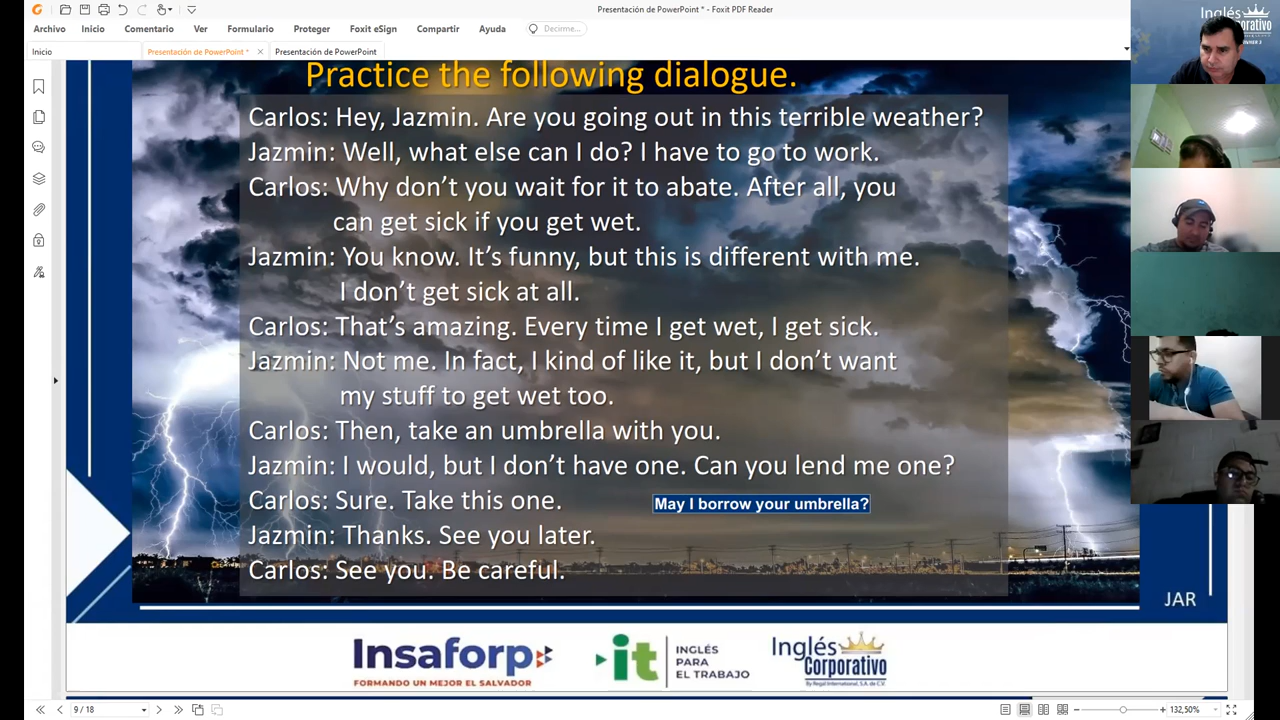 Presentación de PowerPoint * - Foxit PDF Reader
Archivo Inicio Comentario Ver Formulario Proteger Foxit eSign Compartir Ayuda Decirme...
Inicio Presentación de PowerPoint * Presentación de PowerPoint
Inglés
Corporativo
Practice the following dialogue.
Carlos: Hey, Jazmin. Are you going out in this terrible weather?
Jazmin: Well, what else can I do? I have to go to work.
Carlos: Why don’t you wait for it to abate. After all, you
can get sick if you get wet.
Jazmin: You know. It’s funny, but this is different with me.
I don’t get sick at all.
Carlos: That’s amazing. Every time I get wet, I get sick.
Jazmin: Not me. In fact, I kind of like it, but I don’t want
my stuff to get wet too.
Carlos: Then, take an umbrella with you.
Jazmin: I would, but I don’t have one. Can you lend me one?
Carlos: Sure. Take this one.
May I borrow your umbrella?
Jazmin: Thanks. See you later.
Carlos: See you. Be careful.
JAR
Insaforp
FORMANDO UN MEJOR EL SALVADOR
it
INGLÉS
PARA
EL TRABAJO
Inglés
Corporativo
By Regal International, S.A. de C.V.
9 / 18
132,50%